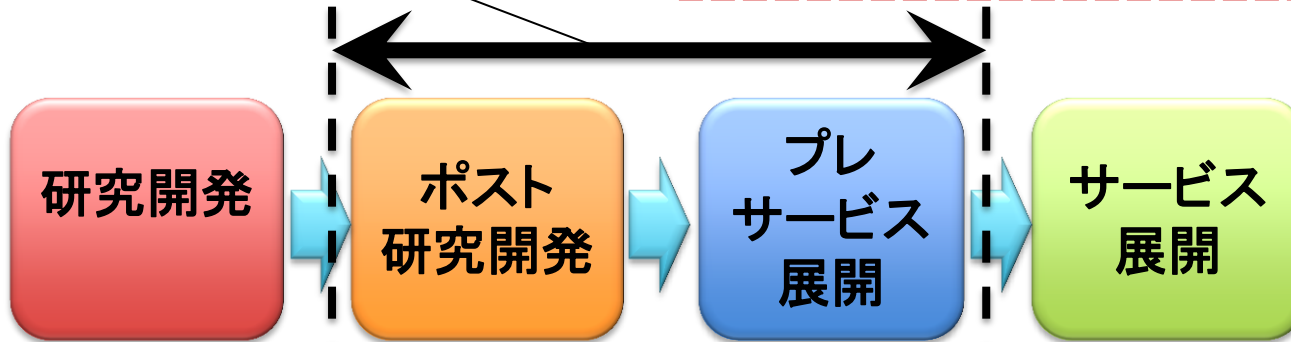 研究開発
ポスト
研究開発
プレ
サービス
展開
サービス
展開